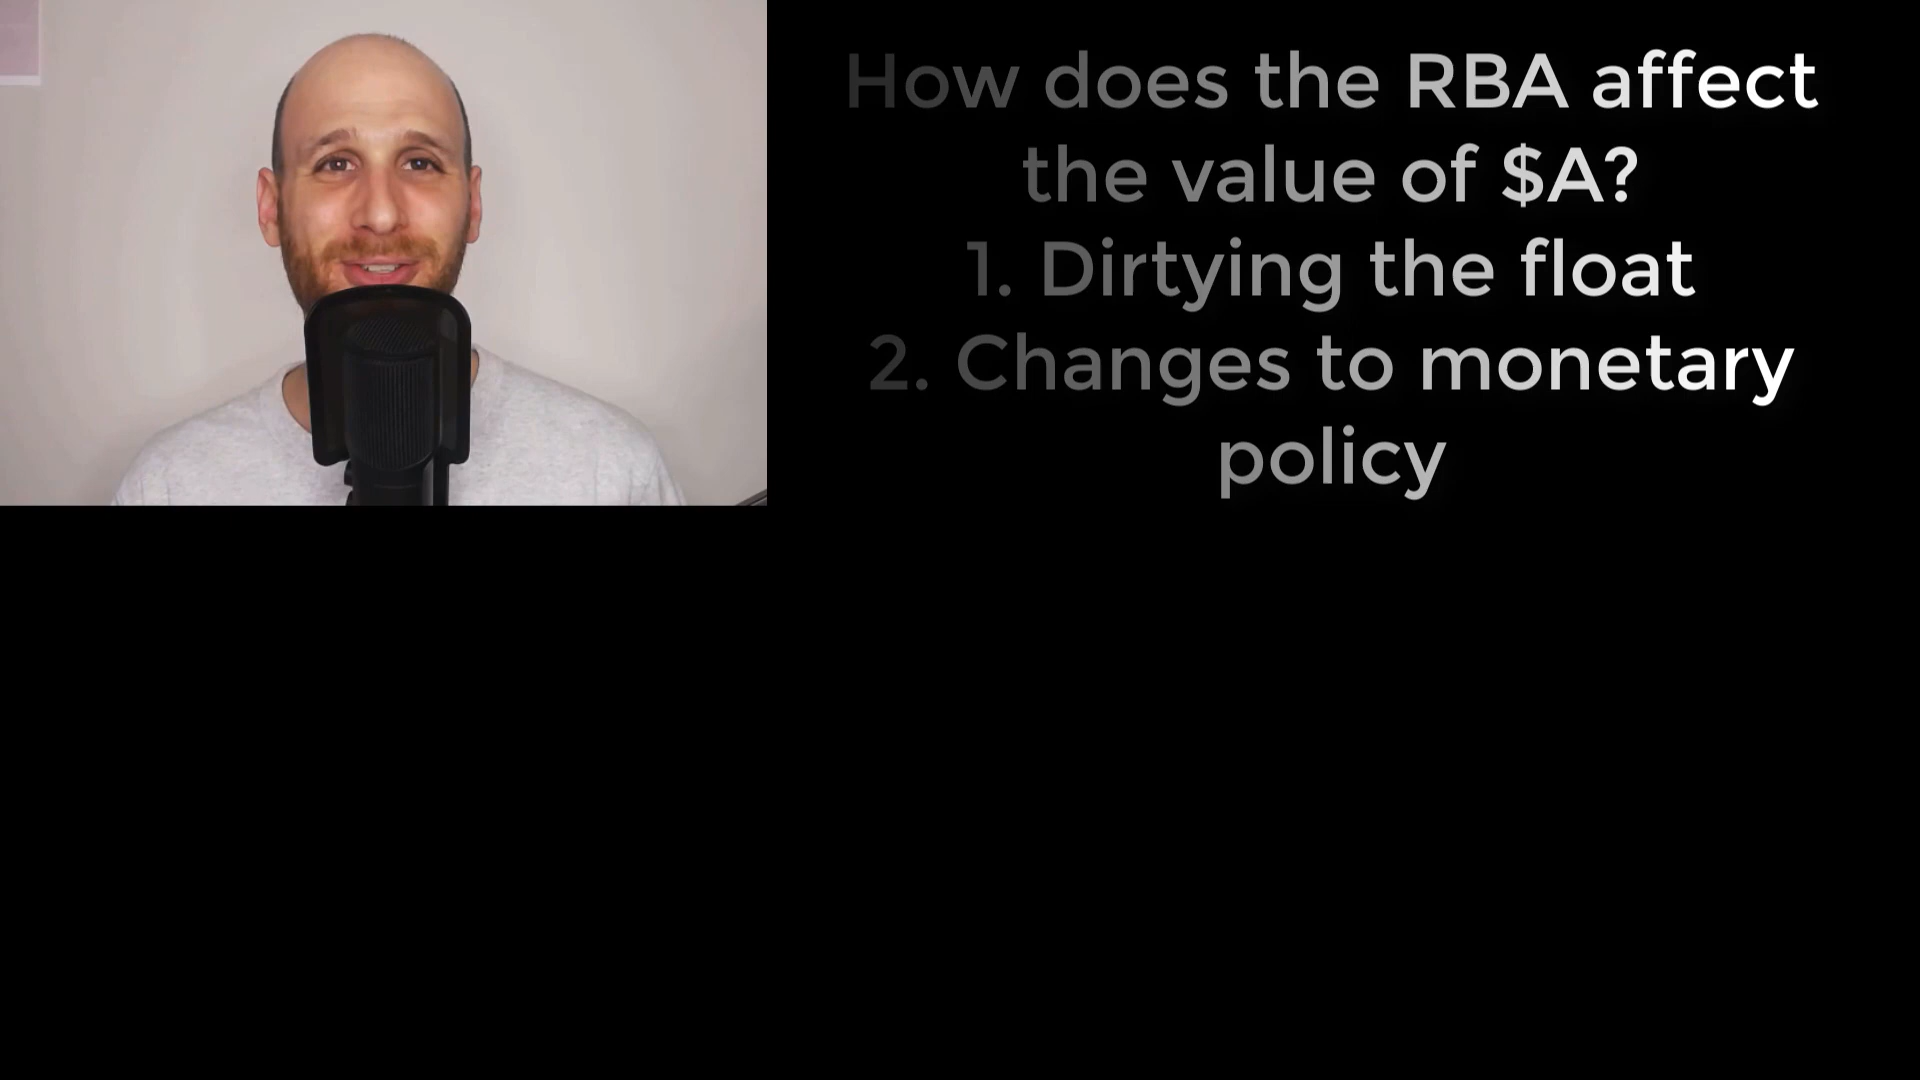 How does the RBA affect
the value of $A?
1. Dirtying the float
2. Changes to monetary
policy